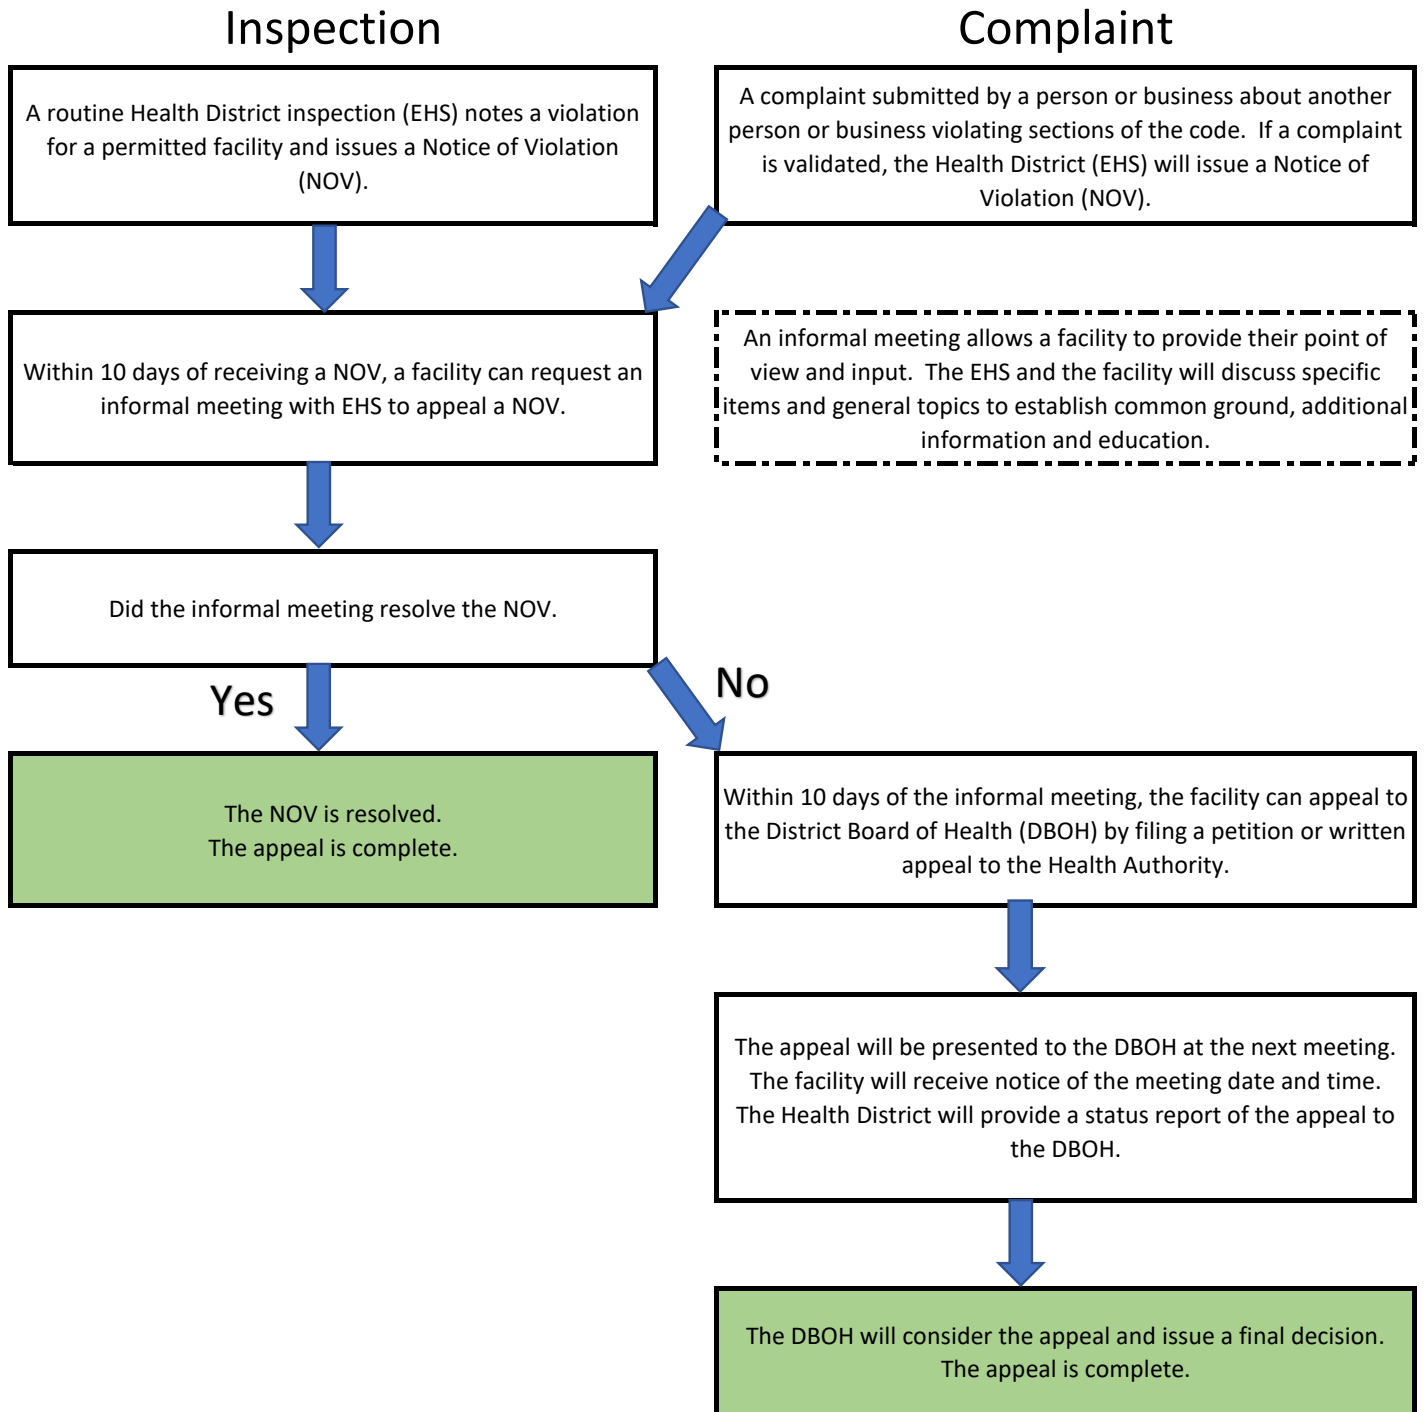 Inspection
Complaint
A routine Health District inspection (EHS) notes a violation
for a permitted facility and issues a Notice of Violation
(NOV).
A complaint submitted by a person or business about another
person or business violating sections of the code.  If a complaint
is validated, the Health District (EHS) will issue a Notice of
Violation (NOV).
Within 10 days of receiving a NOV, a facility can request an
informal meeting with EHS to appeal a NOV.
An informal meeting allows a facility to provide their point of
view and input.  The EHS and the facility will discuss specific
items and general topics to establish common ground, additional
information and education.
Did the informal meeting resolve the NOV.
Yes
No
The NOV is resolved.
The appeal is complete.
Within 10 days of the informal meeting, the facility can appeal to
the District Board of Health (DBOH) by filing a petition or written
appeal to the Health Authority.
The appeal will be presented to the DBOH at the next meeting.
The facility will receive notice of the meeting date and time.
The Health District will provide a status report of the appeal to
the DBOH.
The DBOH will consider the appeal and issue a final decision.
The appeal is complete.